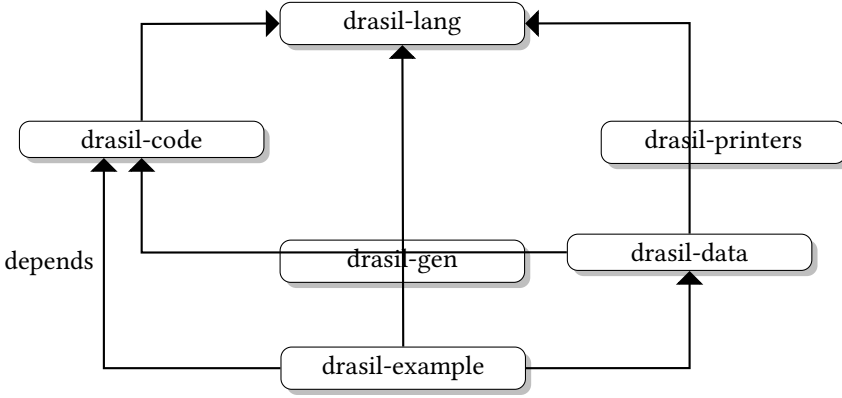 drasil-lang
drasil-code
drasil-printers
depends
drasil-gen
drasil-data
drasil-example